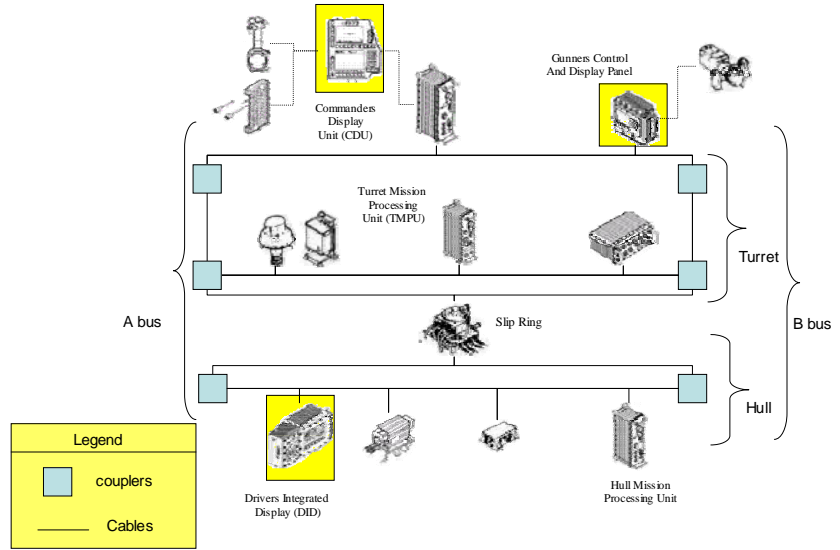 Gunners Control
And Display Panel
Commanders
Display
Unit (CDU)
Turret Mission
Processing
Unit (TMPU)
Turret
A bus
Slip Ring
B bus
Hull
Legend
couplers
Cables
Drivers Integrated
Display (DID)
Hull Mission
Processing Unit